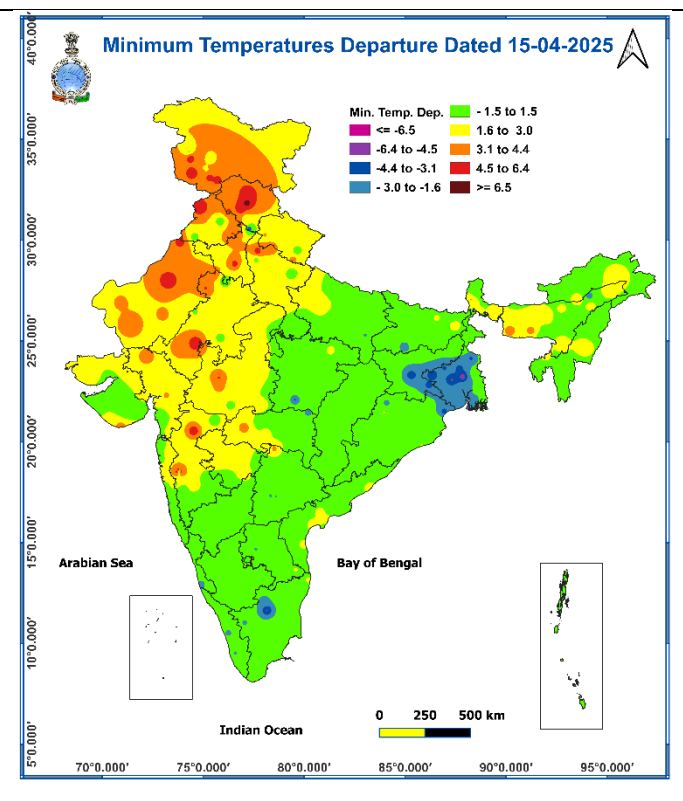 Minimum Temperatures Departure Dated 15-04-2025
Min. Temp. Dep.
<= -6.5
-6.4 to -4.5
-4.4 to -3.1
- 3.0 to -1.6
- 1.5 to 1.5
1.6 to 3.0
3.1 to 4.4
4.5 to 6.4
>= 6.5
40°0.000'
35°0.000'
30°0.000'
25°0.000'
20°0.000'
15°0.000'
10°0.000'
5°0.000'
Arabian Sea
Bay of Bengal
Indian Ocean
0 250 500 km
70°0.000' 75°0.000' 80°0.000' 85°0.000' 90°0.000' 95°0.000'